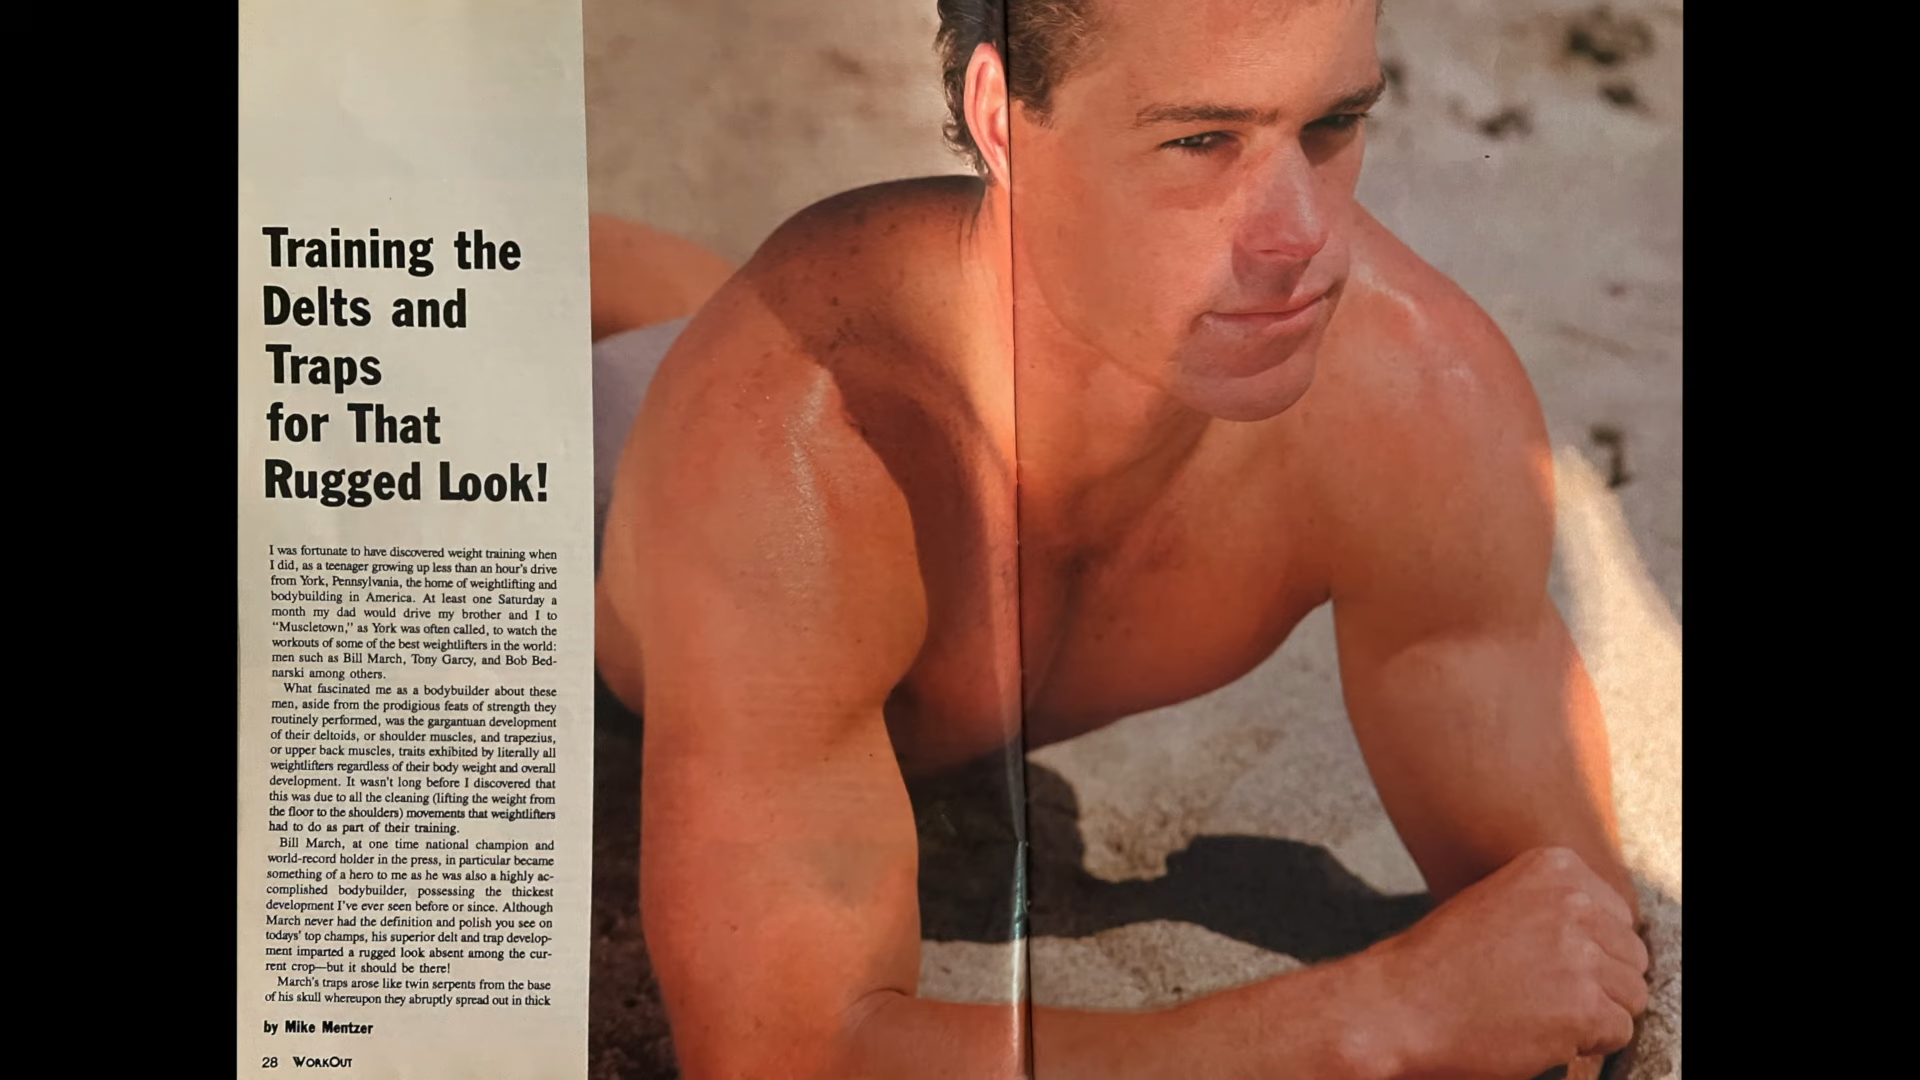 Training the
Delts and
Traps
for That
Rugged Look!
I was fortunate to have discovered weight training when
I did, as a teenager growing up less than an hour's drive
from York, Pennsylvania, the home of weightlifting and
bodybuilding in America. At least one Saturday a
month my dad would drive my brother and I to
"Muscletown," as York was often called, to watch the
workouts of some of the best weightlifters in the world:
men such as Bill March, Tony Garcy, and Bob Bed-
narski among others.
What fascinated me as a bodybuilder about these
men, aside from the prodigious feats of strength they
routinely performed, was the gargantuan development
of their deltoids, or shoulder muscles, and trapezius,
or upper back muscles, traits exhibited by literally all
weightlifters regardless of their body weight and overall
development. It wasn't long before I discovered that
this was due to all the cleaning (lifting the weight from
the floor to the shoulders) movements that weightlifters
had to do as part of their training.
Bill March, at one time national champion and
world-record holder in the press, in particular became
something of a hero to me as he was also a highly ac-
complished bodybuilder, possessing the thickest
development I've ever seen before or since. Although
March never had the definition and polish you see on
todays' top champs, his superior delt and trap develop-
ment imparted a rugged look absent among the cur-
rent crop—but it should be there!
March's traps arose like twin serpents from the base
of his skull whereupon they abruptly spread out in thick
by Mike Mentzer
28 WORKOUT